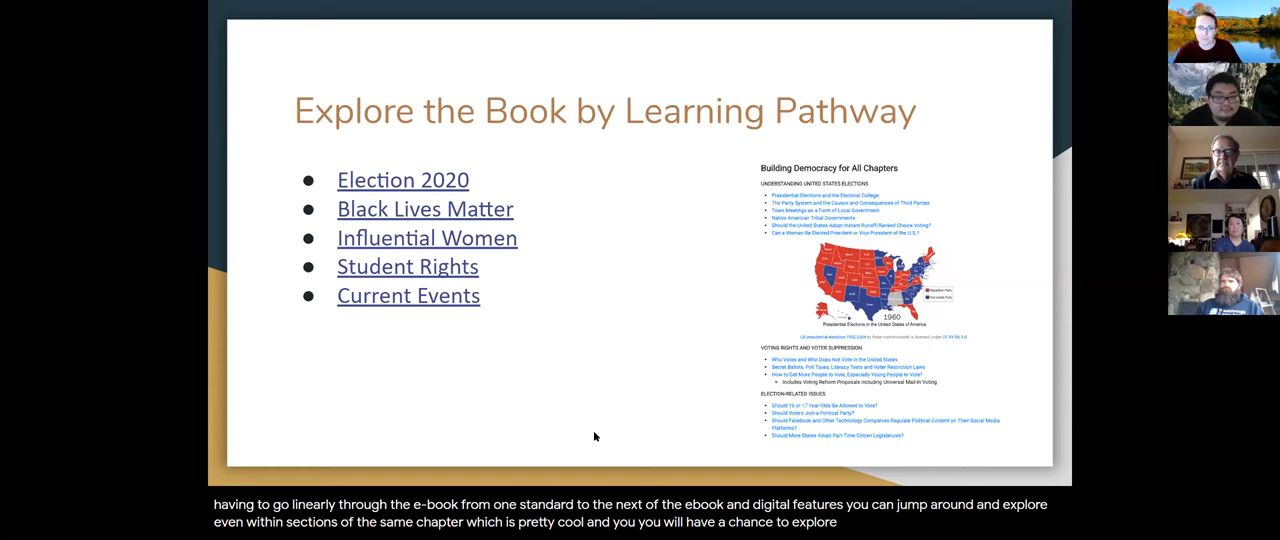 Explore the Book by Learning Pathway
Election 2020
Black Lives Matter
Influential Women
Student Rights
Current Events
Building Democracy for All Chapters
UNDERSTANDING UNITED STATES ELECTIONS
Presidential Elections and the Electoral College
The Party System and the Causes and Consequences of Third Parties
Town Meetings as a Form of Local Government
Native American Tribal Governments
Should the United States Adopt Instant Runoff/Ranked Choice Voting?
Can a Woman Be Elected President or Vice President of the U.S.?
Republican Party
Democratic Party
1960
Presidential Elections in the United States of America
VOTING RIGHTS AND VOTER SUPPRESSION
Who Votes and Who Does Not Vote in the United States
Secret Ballots, Poll Taxes, Literacy Tests and Voter Restriction Laws
How to Get More People to Vote, Especially Young People to Vote?
Includes Voting Reform Proposals including Universal Mail-In Voting
ELECTION-RELATED ISSUES
Should 16 or 17 Year-Olds Be Allowed to Vote?
Should Voters Join a Political Party?
Should Facebook and Other Technology Companies Regulate Political Content on Their Social Media
Platforms?
Should More States Adopt Part-Time Citizen Legislatures?
having to go linearly through the e-book from one standard to the next of the ebook and digital features you can jump around and explore
even within sections of the same chapter which is pretty cool and you you will have a chance to explore